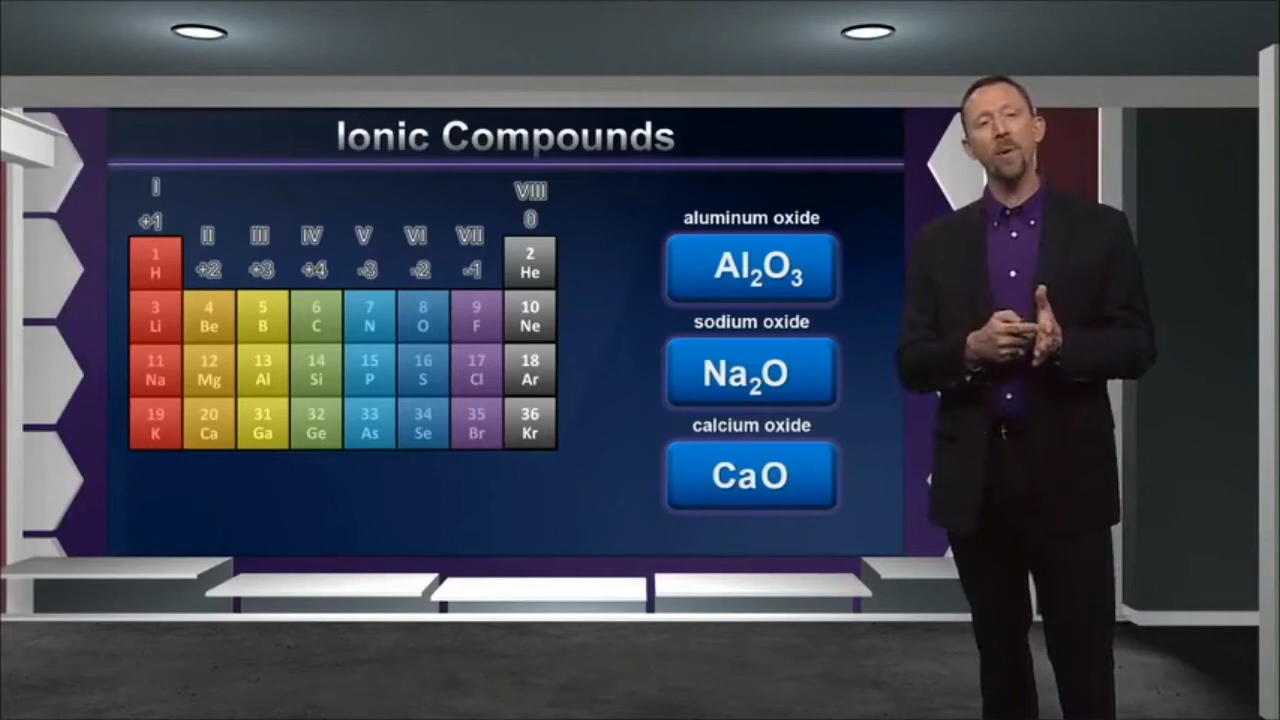 Ionic Compounds
I VIII
+1 0
II III IV V VI VII
+2 +3 +4 -3 -2 -1
1 2
H He
3 4 5 6 7 8 9 10
Li Be B C N O F Ne
11 12 13 14 15 16 17 18
Na Mg Al Si P S Cl Ar
19 20 31 32 33 34 35 36
K Ca Ga Ge As Se Br Kr
aluminum oxide
Al₂O₃
sodium oxide
Na₂O
calcium oxide
CaO